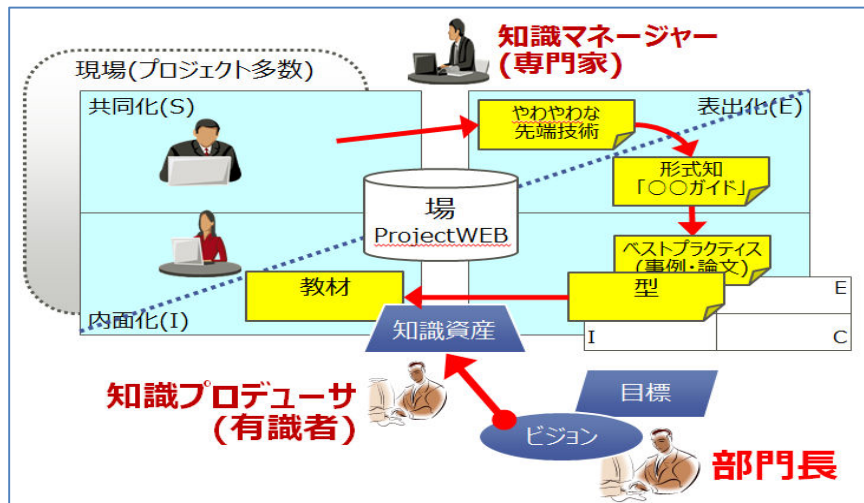 知識マネージャー
(専門家)
現場(プロジェクト多数)
共同化(S)
やわやわな
先端技術
表出化(E)
形式知
「○○ガイド」
場
ProjectWEB
ベストプラクティス
(事例・論文)
教材
型
E
内面化(I)
知識資産
I
C
知識プロデューサ
(有識者)
目標
ビジョン
部門長